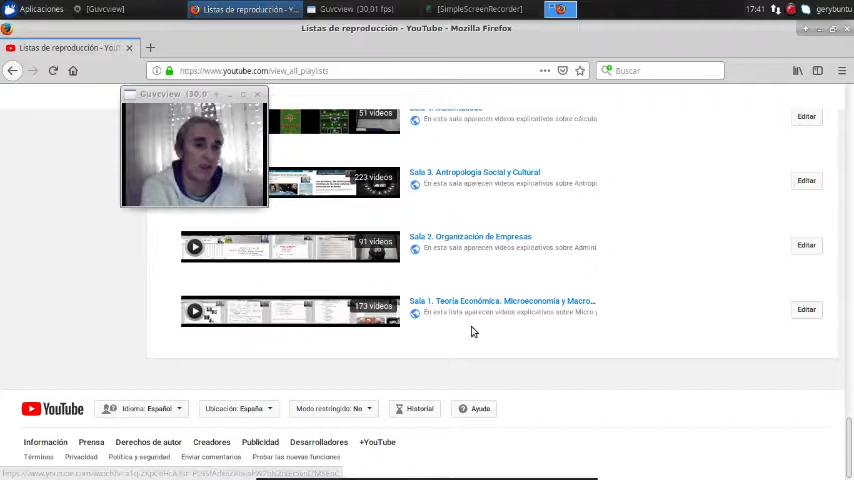 Aplicaciones
[Guvcview]
Listas de reproducción - Y...
Guvcview (30,01 fps)
[SimpleScreenRecorder]
17:41
gerybuntu
Listas de reproducción - YouTube - Mozilla Firefox
Listas de reproducción - YouT
https://www.youtube.com/view_all_playlists
Buscar
Guvcview (30,0
51 vídeos
En esta sala aparecen vídeos explicativos sobre cálculo
Editar
223 vídeos
Sala 3. Antropología Social y Cultural
En esta sala aparecen vídeos explicativos sobre Antrop
Editar
91 vídeos
Sala 2. Organización de Empresas
En esta sala aparecen vídeos explicativos sobre Admini
Editar
173 vídeos
Sala 1. Teoría Económica. Microeconomía y Macro...
En esta lista aparecen vídeos explicativos sobre Micro y
Editar
YouTube
Idioma: Español
Ubicación: España
Modo restringido: No
Historial
Ayuda
Información
Prensa
Derechos de autor
Creadores
Publicidad
Desarrolladores
+YouTube
Términos
Privacidad
Política y seguridad
Enviar comentarios
Probar las nuevas funciones